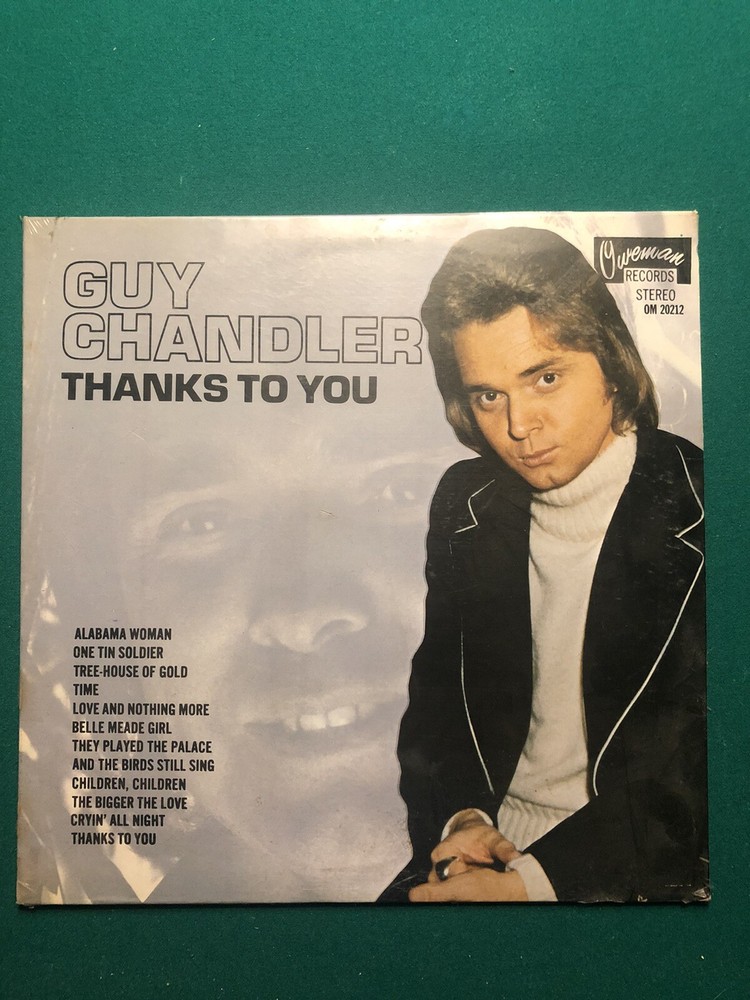 GUY
CHANDLER
THANKS TO YOU
Oweman
RECORDS
STEREO
OM 20212
ALABAMA WOMAN
ONE TIN SOLDIER
TREE-HOUSE OF GOLD
TIME
LOVE AND NOTHING MORE
BELLE MEADE GIRL
THEY PLAYED THE PALACE
AND THE BIRDS STILL SING
CHILDREN, CHILDREN
THE BIGGER THE LOVE
CRYIN' ALL NIGHT
THANKS TO YOU